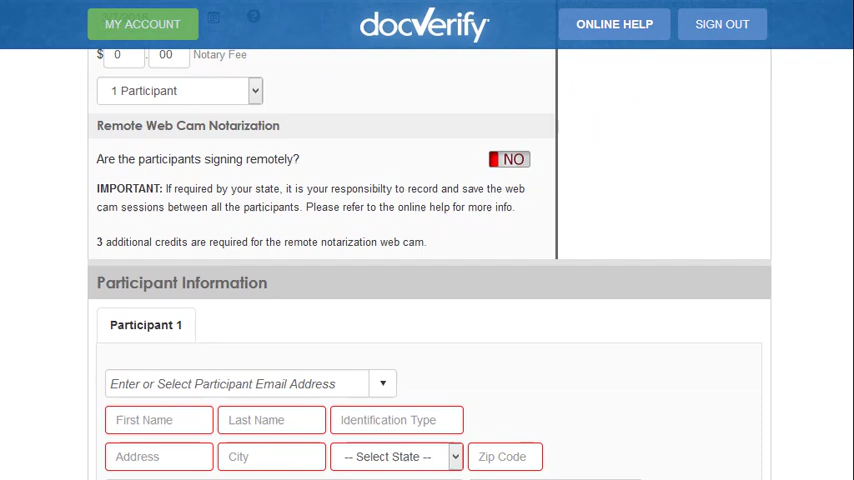 MY ACCOUNT
docVerify
ONLINE HELP
SIGN OUT
$ 0 . 00 Notary Fee
1 Participant
Remote Web Cam Notarization
Are the participants signing remotely?
NO
IMPORTANT: If required by your state, it is your responsibilty to record and save the web
cam sessions between all the participants. Please refer to the online help for more info.
3 additional credits are required for the remote notarization web cam.
Participant Information
Participant 1
Enter or Select Participant Email Address
First Name
Last Name
Identification Type
Address
City
-- Select State --
Zip Code